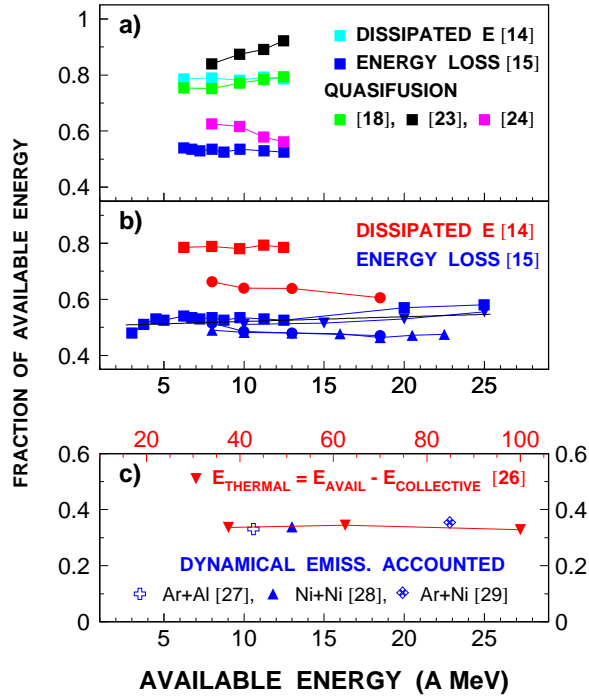 FRACTION OF AVAILABLE ENERGY
a)
1
0.8
0.6
0.4
DISSIPATED E [14]
ENERGY LOSS [15]
QUASIFUSION
[18], [23], [24]
b)
0.8
0.6
0.4
DISSIPATED E [14]
ENERGY LOSS [15]
5 10 15 20 25
20 40 60 80 100
c)
0.6 0.6
0.4 0.4
0.2 0.2
0 0
E THERMAL = E AVAIL - E COLLECTIVE [26]
DYNAMICAL EMISS. ACCOUNTED
Ar+Al [27], Ni+Ni [28], Ar+Ni [29]
5 10 15 20 25
AVAILABLE ENERGY (A MeV)